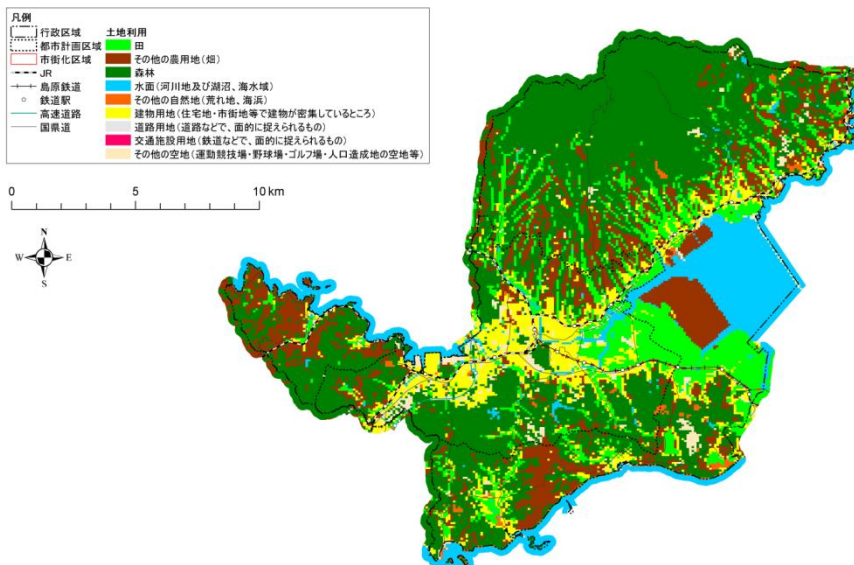 凡例
行政区域
都市計画区域
市街化区域
JR
島原鉄道
鉄道駅
高速道路
国県道
土地利用
田
その他の農用地(畑)
森林
水面(河川地及び湖沼、海水域)
その他の自然地(荒れ地、海浜)
建物用地(住宅地・市街地等で建物が密集しているところ)
道路用地(道路などで、面的に捉えられるもの)
交通施設用地(鉄道などで、面的に捉えられるもの)
その他の空地(運動競技場・野球場・ゴルフ場・人口造成地の空地等)
0 5 10 km
N
W E
S